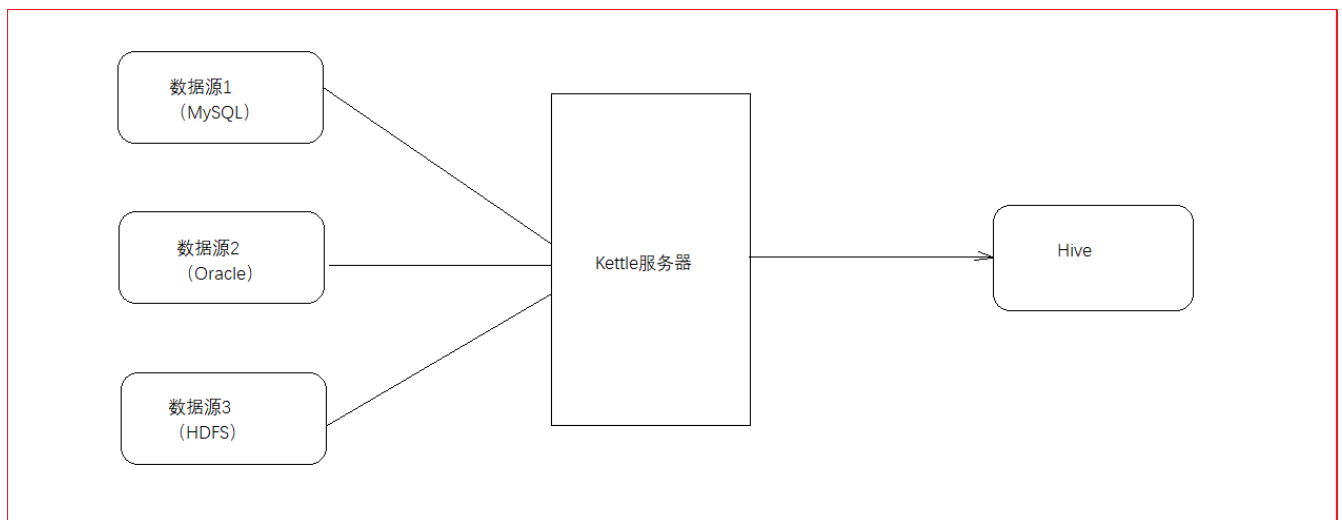 数据源1
（MySQL）
数据源2
（Oracle）
数据源3
（HDFS）
Kettle服务器
Hive